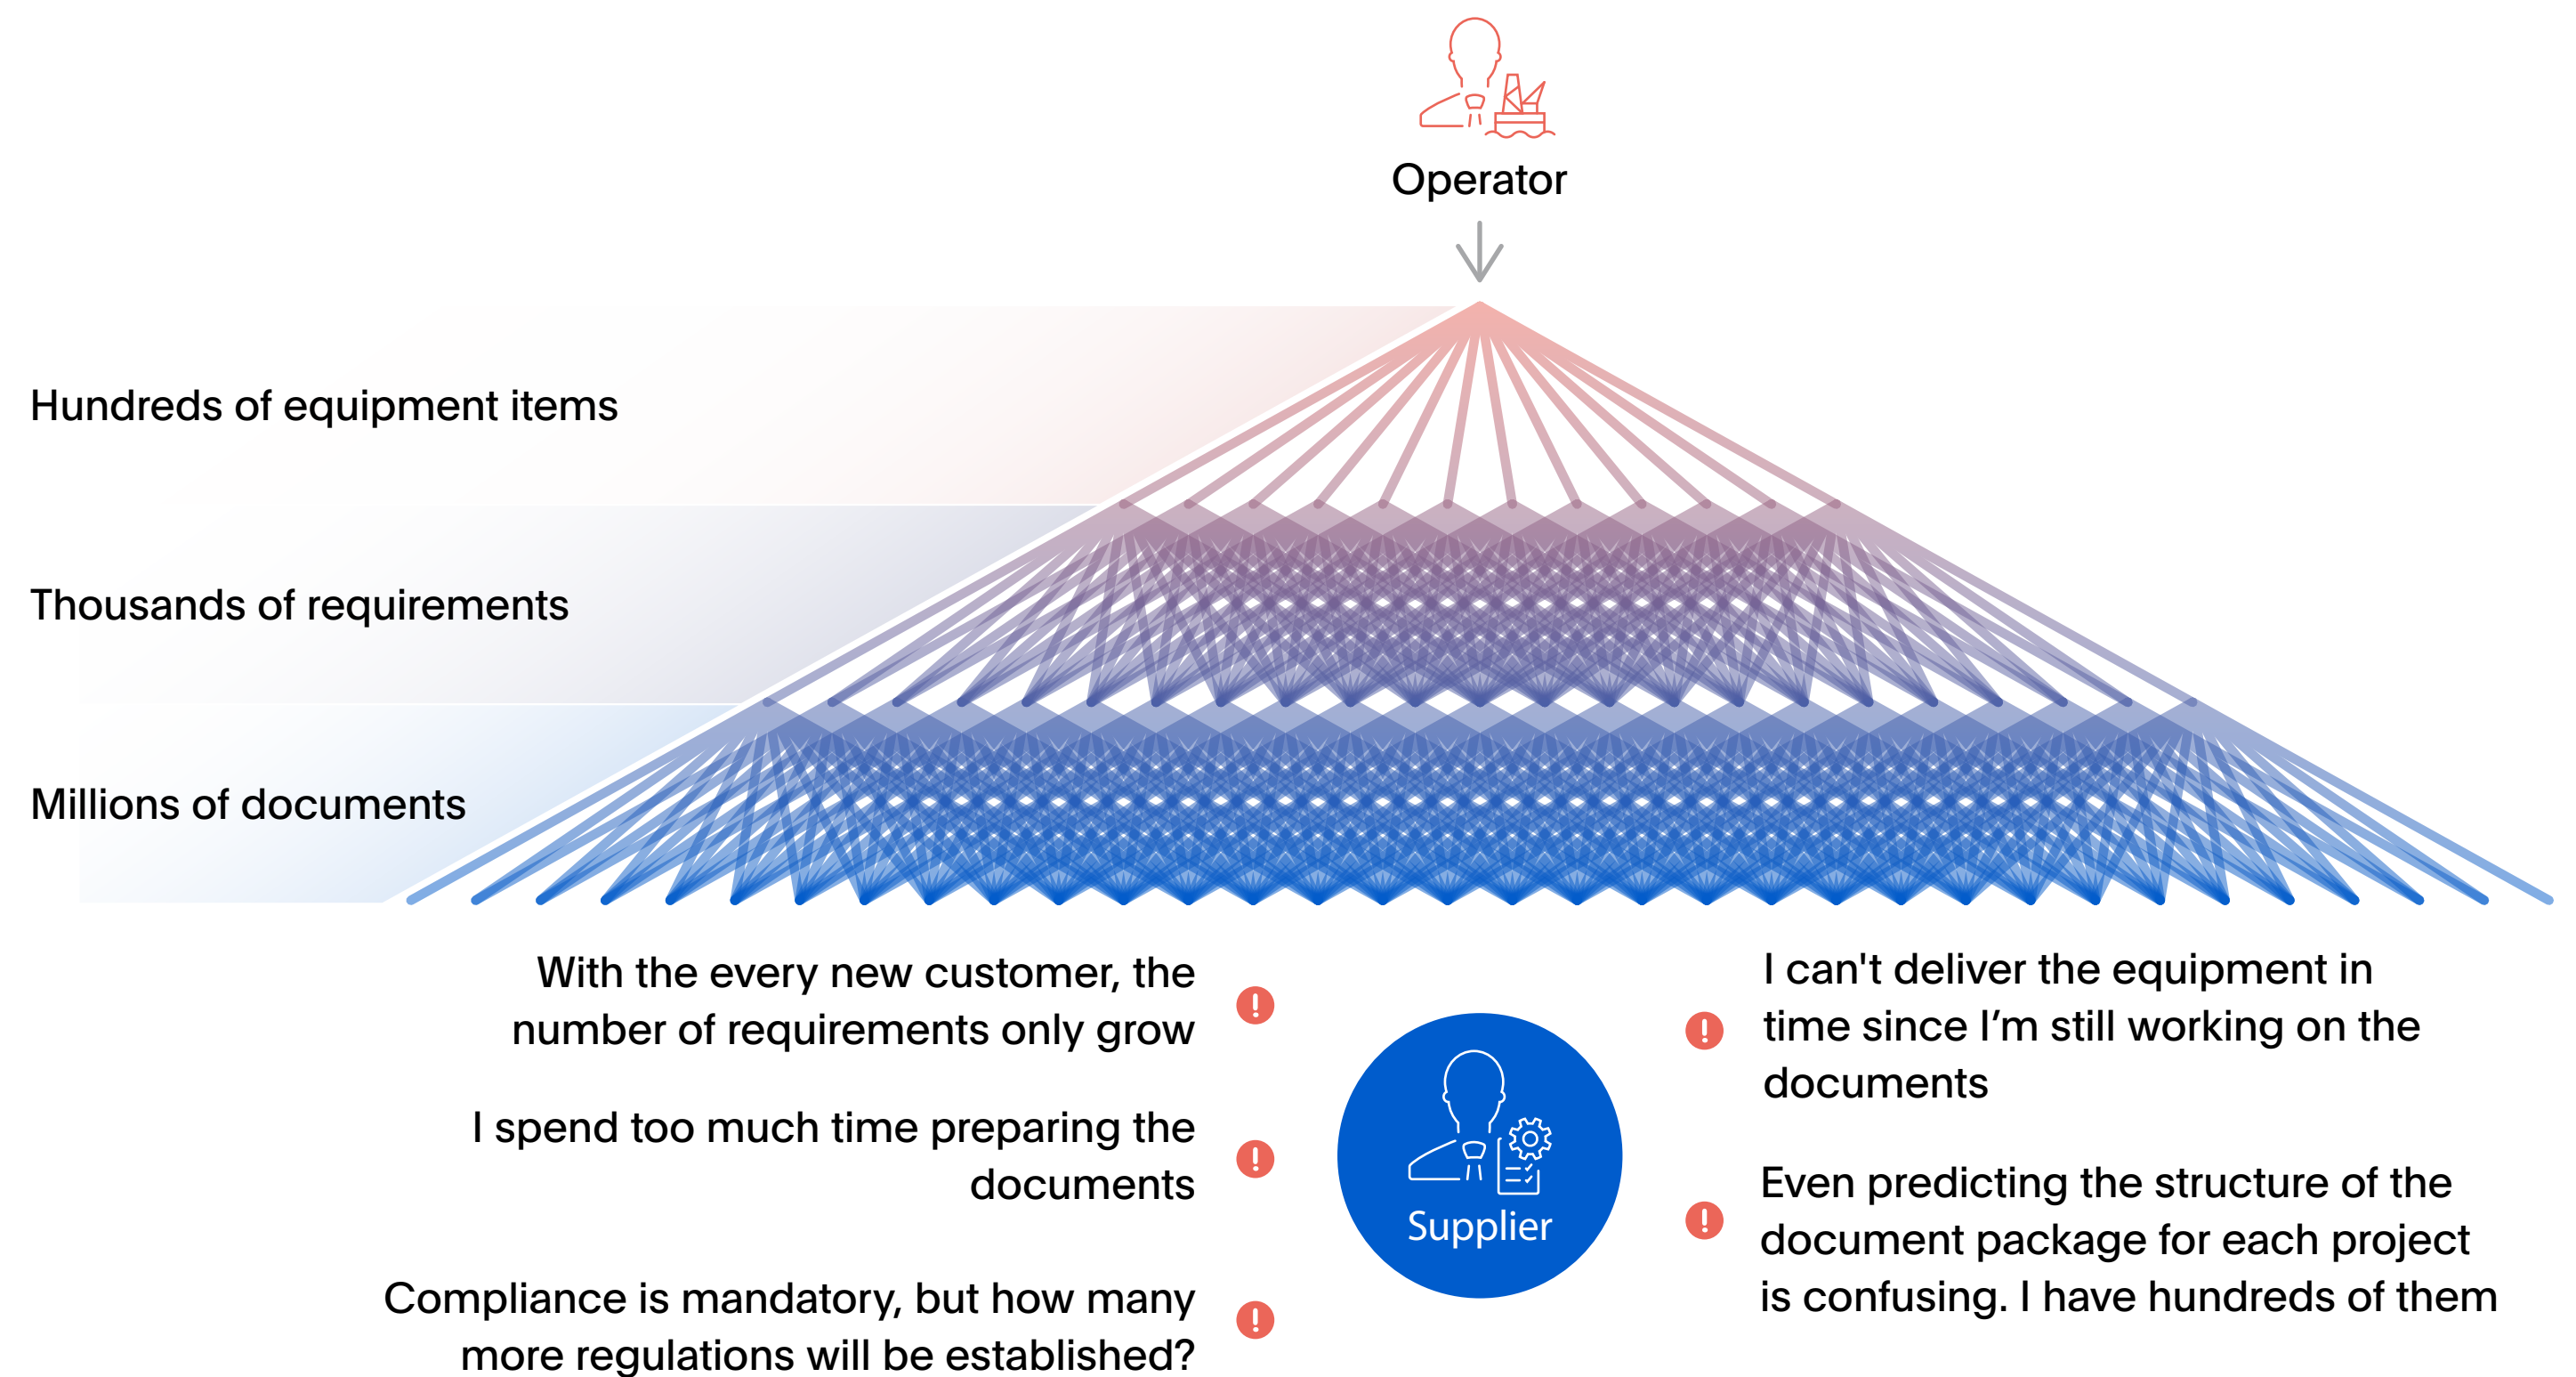 Operator
Hundreds of equipment items
Thousands of requirements
Millions of documents
With the every new customer, the
number of requirements only grow
I spend too much time preparing the
documents
Compliance is mandatory, but how many
more regulations will be established?
Supplier
I can't deliver the equipment in
time since I’m still working on the
documents
Even predicting the structure of the
document package for each project
is confusing. I have hundreds of them